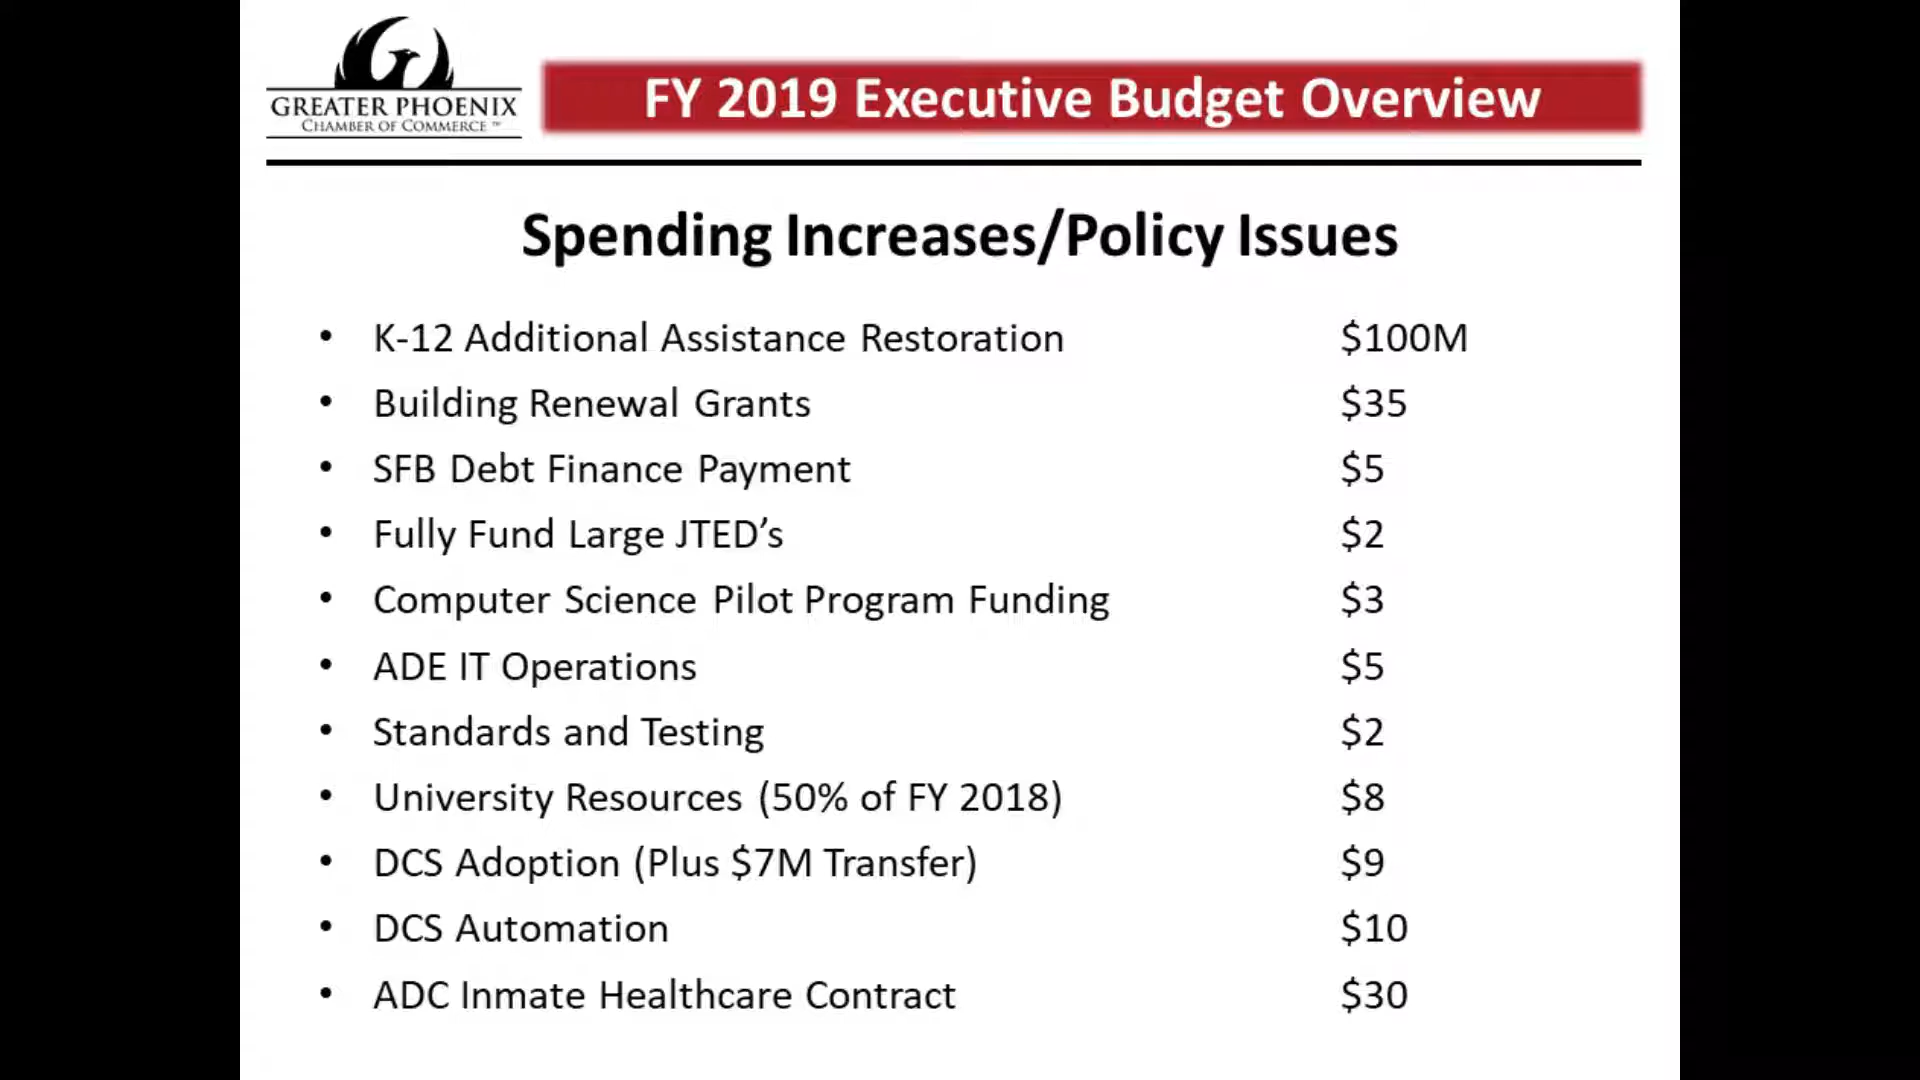 GREATER PHOENIX
CHAMBER OF COMMERCE ™
FY 2019 Executive Budget Overview
Spending Increases/Policy Issues
• K-12 Additional Assistance Restoration $100M
• Building Renewal Grants $35
• SFB Debt Finance Payment $5
• Fully Fund Large JTED’s $2
• Computer Science Pilot Program Funding $3
• ADE IT Operations $5
• Standards and Testing $2
• University Resources (50% of FY 2018) $8
• DCS Adoption (Plus $7M Transfer) $9
• DCS Automation $10
• ADC Inmate Healthcare Contract $30